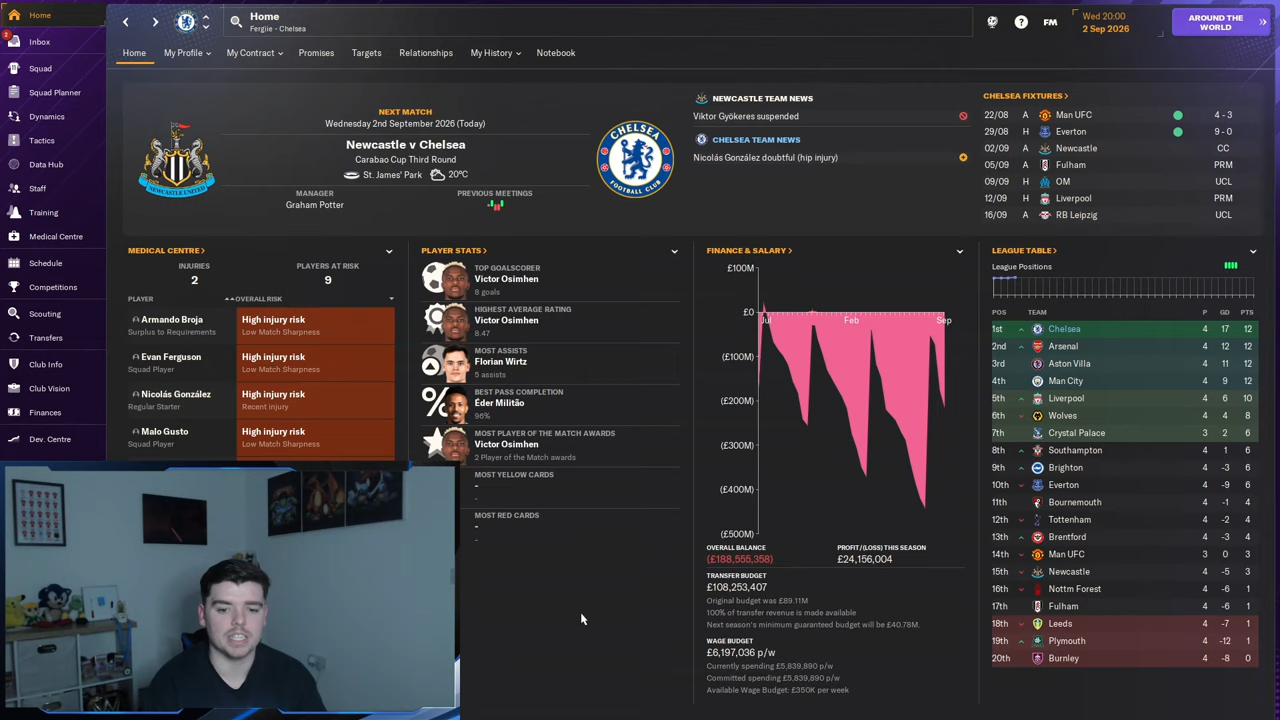 Home
2
Inbox
Squad
Squad Planner
Dynamics
Tactics
Data Hub
Staff
Training
Medical Centre
Schedule
Competitions
Scouting
Transfers
Club Info
Club Vision
Finances
Dev. Centre
Home
Fergiie - Chelsea
FM
Wed 20:00
2 Sep 2026
AROUND THE WORLD
Home My Profile My Contract Promises Targets Relationships My History Notebook
NEXT MATCH
Wednesday 2nd September 2026 (Today)
Newcastle v Chelsea
Carabao Cup Third Round
St. James' Park 20ºC
MANAGER
Graham Potter
PREVIOUS MEETINGS
NEWCASTLE UNITED
CHELSEA
FOOTBALL CLUB
NEWCASTLE TEAM NEWS
Viktor Gyökeres suspended
CHELSEA TEAM NEWS
Nicolás González doubtful (hip injury)
CHELSEA FIXTURES >
22/08 A Man UFC 4 - 3
29/08 H Everton 9 - 0
02/09 A Newcastle CC
05/09 A Fulham PRM
09/09 H OM UCL
12/09 H Liverpool PRM
16/09 A RB Leipzig UCL
MEDICAL CENTRE >
INJURIES
2
PLAYERS AT RISK
9
PLAYER OVERALL RISK
Armando Broja High injury risk
Surplus to Requirements Low Match Sharpness
Evan Ferguson High injury risk
Squad Player Low Match Sharpness
Nicolás González High injury risk
Regular Starter Recent injury
Malo Gusto High injury risk
Squad Player Low Match Sharpness
PLAYER STATS >
TOP GOALSCORER
Victor Osimhen
8 goals
HIGHEST AVERAGE RATING
Victor Osimhen
8.47
MOST ASSISTS
Florian Wirtz
5 assists
BEST PASS COMPLETION
Éder Militão
96%
MOST PLAYER OF THE MATCH AWARDS
Victor Osimhen
2 Player of the Match awards
MOST YELLOW CARDS
-
-
MOST RED CARDS
-
-
FINANCE & SALARY >
£100M
£0
Jul Feb Sep
(£100M)
(£200M)
(£300M)
(£400M)
(£500M)
OVERALL BALANCE
(£188,555,358)
PROFIT/(LOSS) THIS SEASON
£24,156,004
TRANSFER BUDGET
£108,253,407
Original budget was £89.11M
100% of transfer revenue is made available
Next season's minimum guaranteed budget will be £40.78M.
WAGE BUDGET
£6,197,036 p/w
Currently spending £5,839,890 p/w
Committed spending £5,839,890 p/w
Available Wage Budget: £350K per week
LEAGUE TABLE >
League Positions
POS TEAM P GD PTS
1st Chelsea 4 17 12
2nd Arsenal 4 12 12
3rd Aston Villa 4 11 12
4th Man City 4 9 12
5th Liverpool 4 6 10
6th Wolves 4 4 8
7th Crystal Palace 3 2 6
8th Southampton 4 1 6
9th Brighton 4 -3 6
10th Everton 4 -9 6
11th Bournemouth 4 -1 4
12th Tottenham 4 -2 4
13th Brentford 4 -3 4
14th Man UFC 3 0 3
15th Newcastle 4 -5 3
16th Nottm Forest 4 -6 1
17th Fulham 4 -6 1
18th Leeds 4 -7 1
19th Plymouth 4 -12 1
20th Burnley 4 -8 0